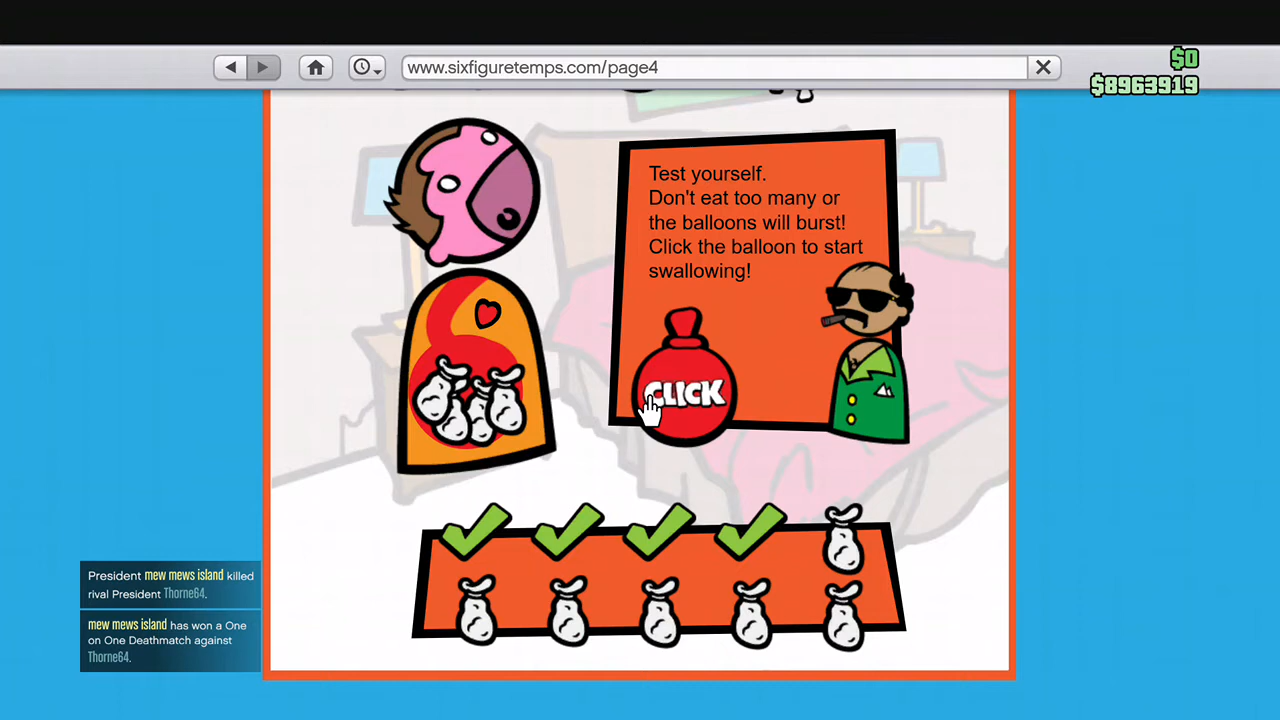 www.sixfiguretemps.com/page4
$0
$8963919
Test yourself.
Don't eat too many or
the balloons will burst!
Click the balloon to start
swallowing!
CLICK
President mew mews island killed
rival President Thorne64.
mew mews island has won a One
on One Deathmatch against
Thorne64.